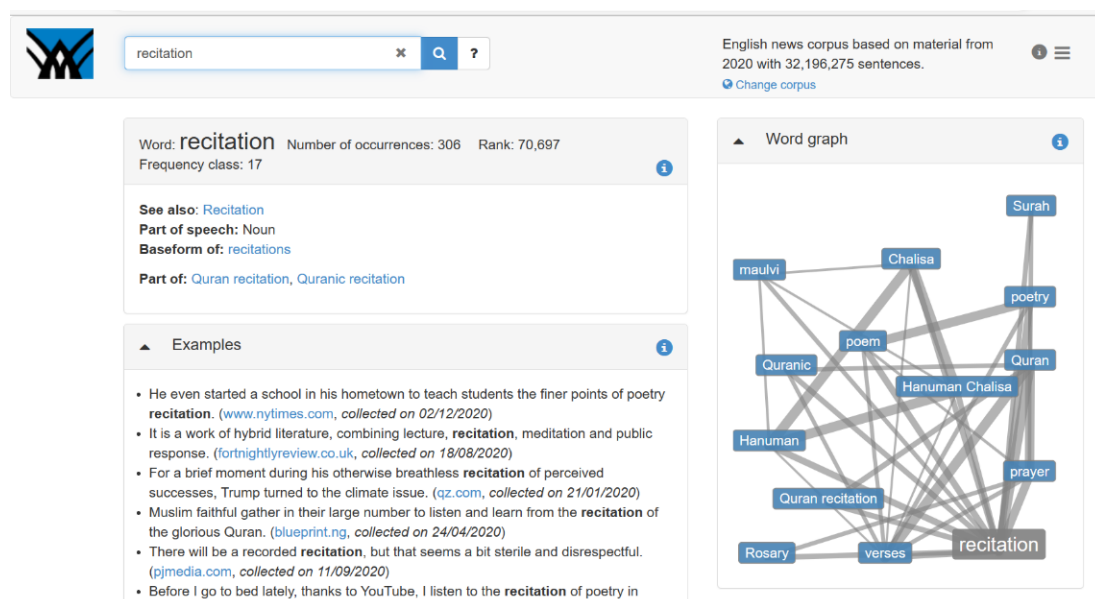 recitation ✖ ?
English news corpus based on material from
2020 with 32,196,275 sentences.
Change corpus
Word: recitation Number of occurrences: 306 Rank: 70,697
Frequency class: 17
See also: Recitation
Part of speech: Noun
Baseform of: recitations
Part of: Quran recitation, Quranic recitation
Examples
• He even started a school in his hometown to teach students the finer points of poetry
recitation. (www.nytimes.com, collected on 02/12/2020)
• It is a work of hybrid literature, combining lecture, recitation, meditation and public
response. (fortnightlyreview.co.uk, collected on 18/08/2020)
• For a brief moment during his otherwise breathless recitation of perceived
successes, Trump turned to the climate issue. (qz.com, collected on 21/01/2020)
• Muslim faithful gather in their large number to listen and learn from the recitation of
the glorious Quran. (blueprint.ng, collected on 24/04/2020)
• There will be a recorded recitation, but that seems a bit sterile and disrespectful.
(pjmedia.com, collected on 11/09/2020)
• Before I go to bed lately, thanks to YouTube, I listen to the recitation of poetry in
Word graph
Surah
Chalisa
maulvi
poetry
poem
Quranic
Quran
Hanuman Chalisa
Hanuman
prayer
Quran recitation
recitation
Rosary
verses